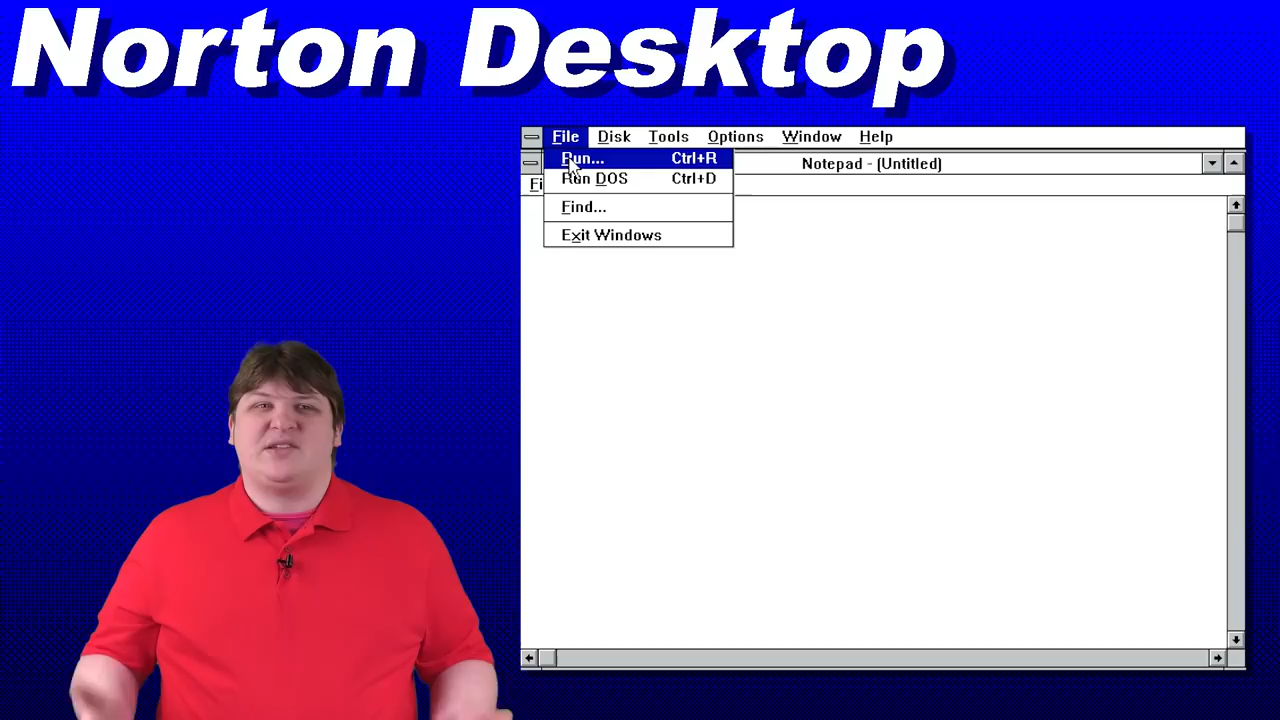 Norton Desktop
File Disk Tools Options Window Help
Run... Ctrl+R
Notepad - (Untitled)
Run DOS Ctrl+D
Find...
Exit Windows